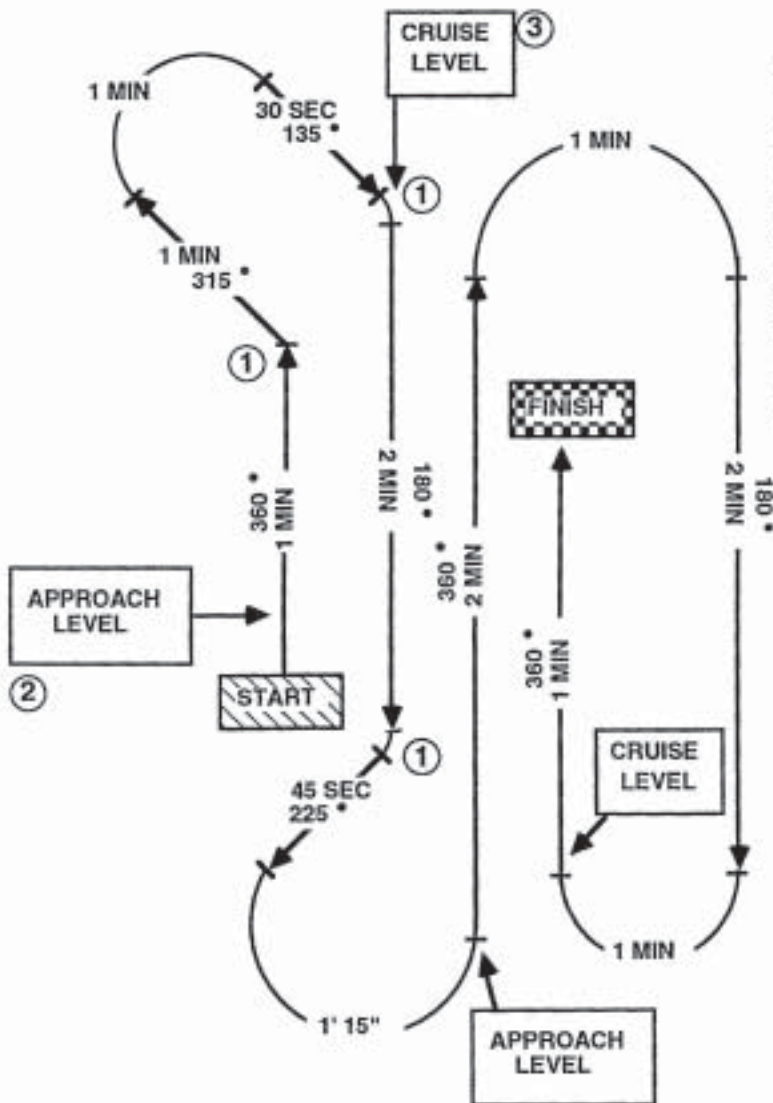 CRUISE
LEVEL
3
1 MIN
30 SEC
135°
1
1 MIN
1 MIN
315°
1
FINISH
2 MIN
180°
360°
1 MIN
360°
2 MIN
2 MIN
180°
APPROACH
LEVEL
2
START
360°
1 MIN
CRUISE
LEVEL
1
45 SEC
225°
1 MIN
1' 15"
APPROACH
LEVEL